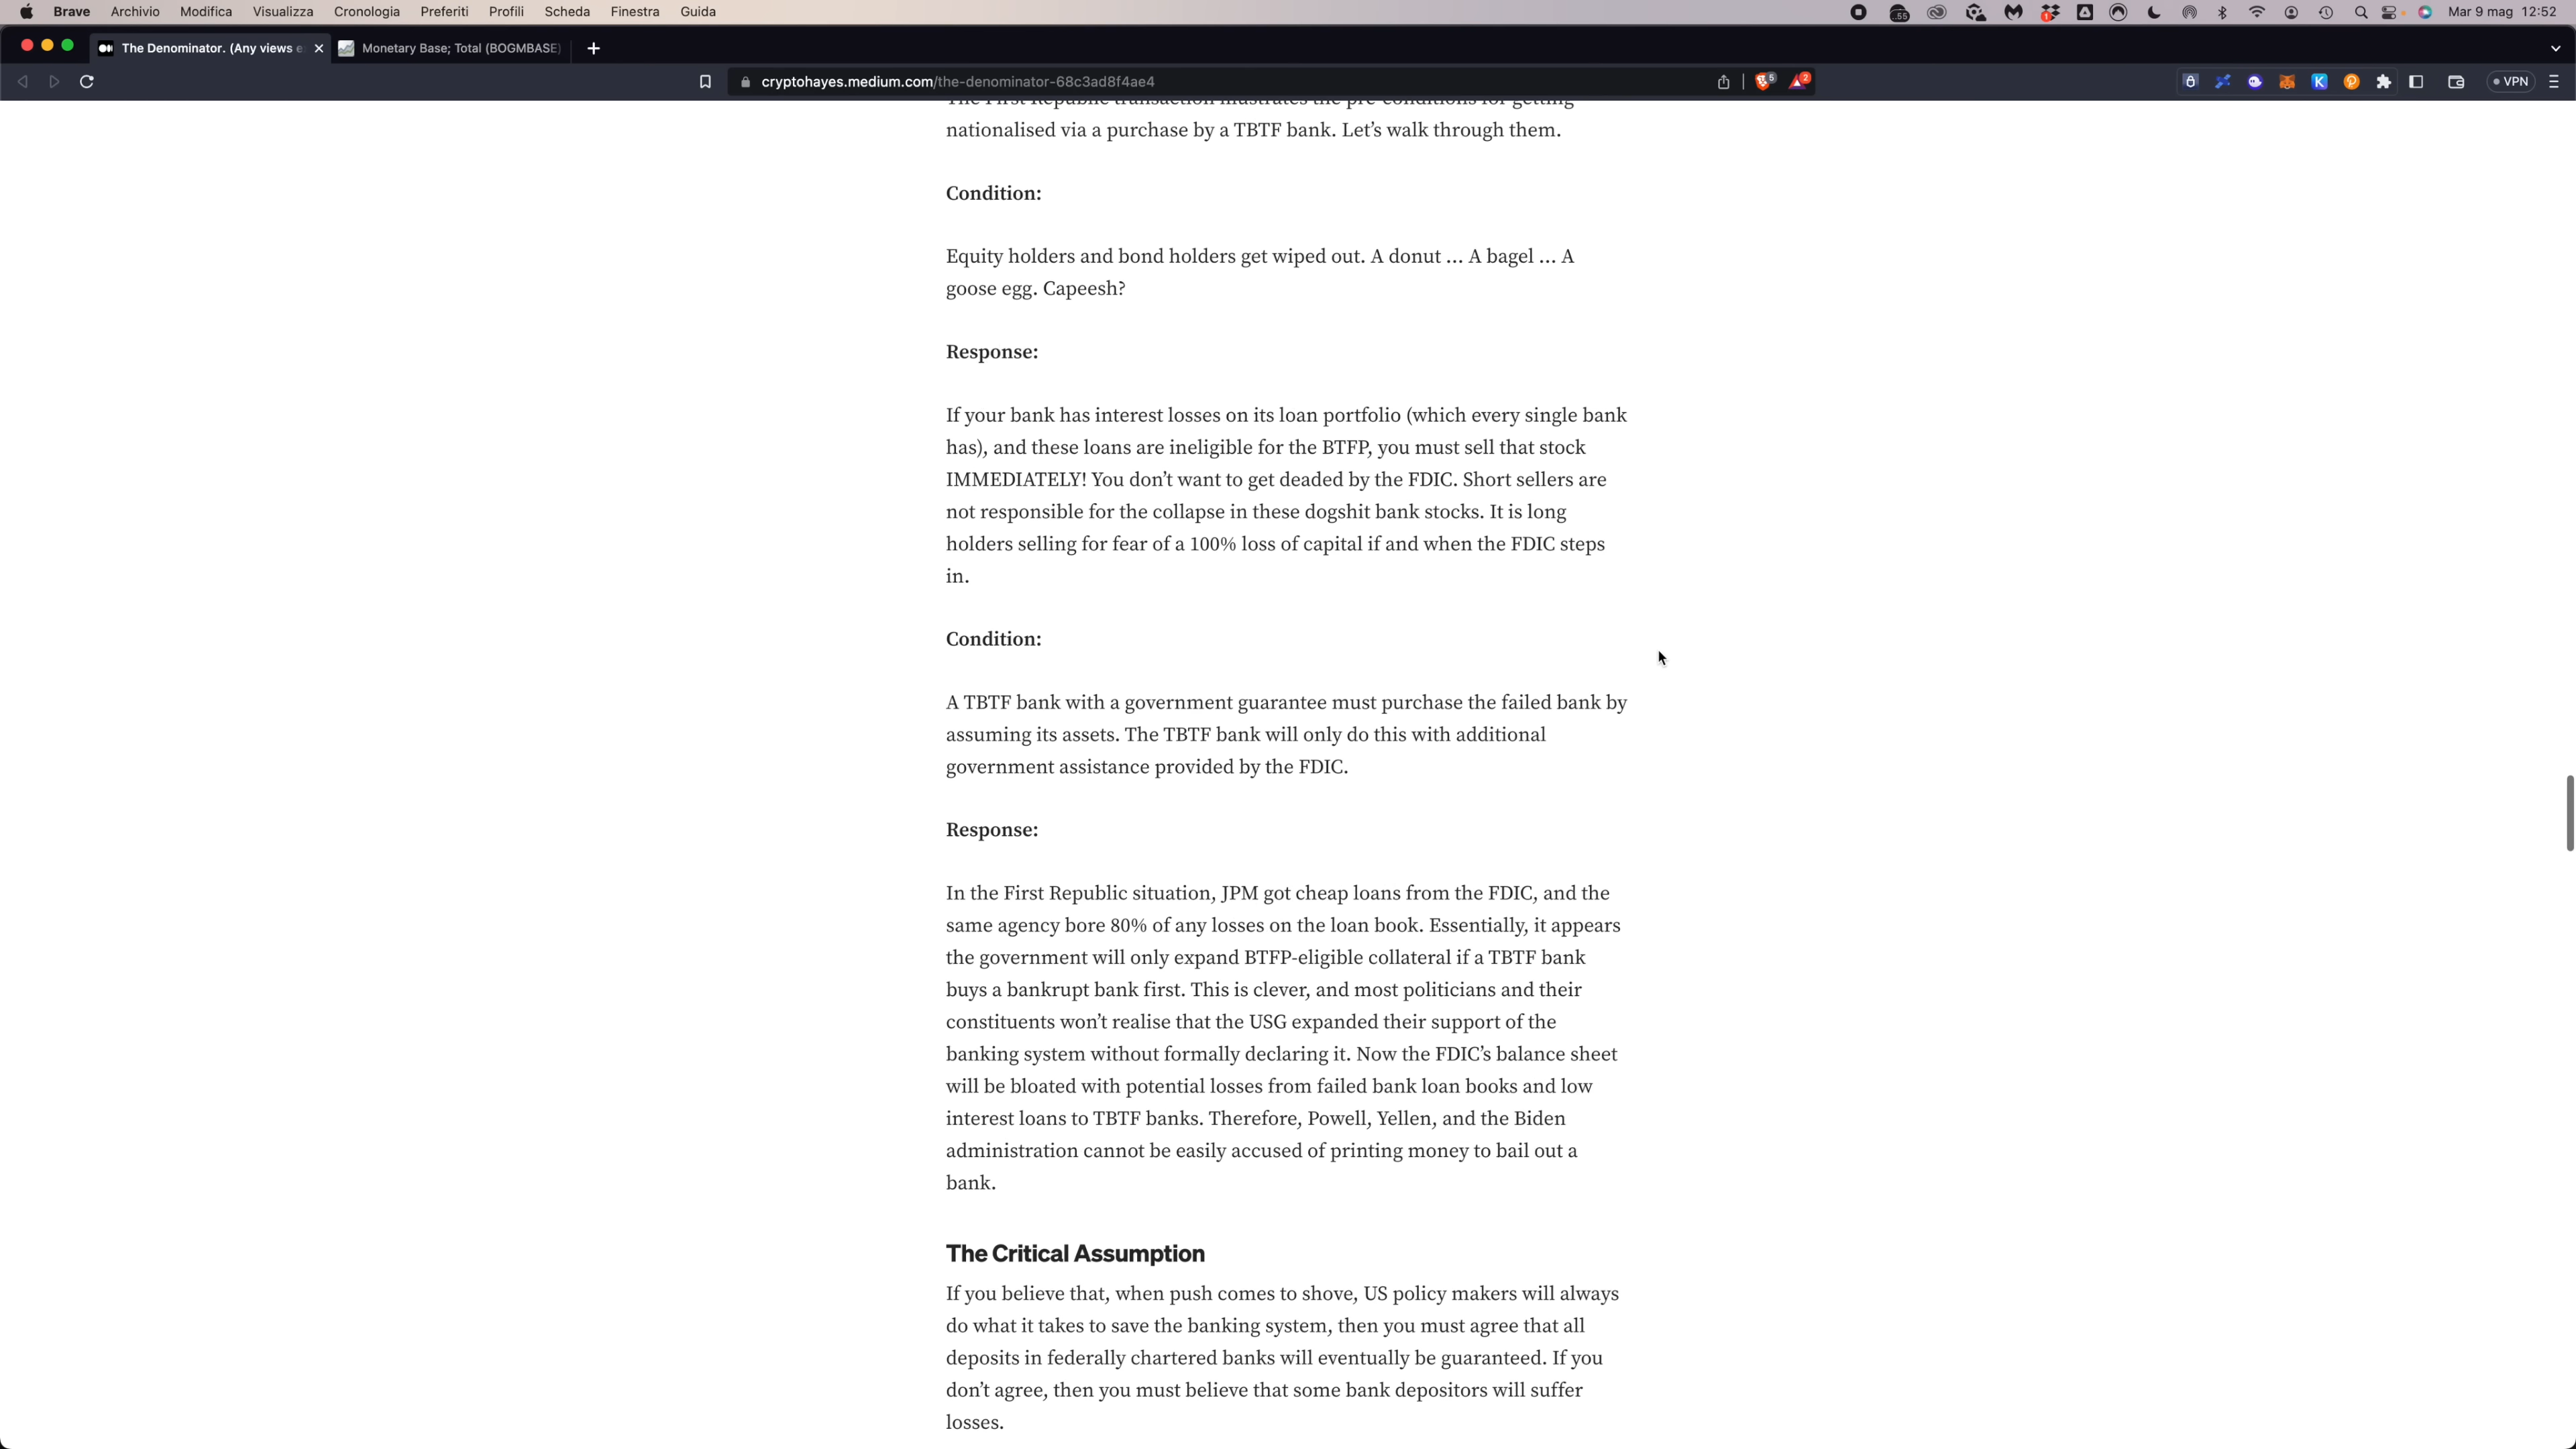 Brave Archivio Modifica Visualizza Cronologia Preferiti Profili Scheda Finestra Guida
Mar 9 mag 12:52
The Denominator. (Any views e
Monetary Base; Total (BOGMBASE)
cryptohayes.medium.com/the-denominator-68c3ad8f4ae4
VPN
The First Republic transaction illustrates the pre-conditions for getting
nationalised via a purchase by a TBTF bank. Let’s walk through them.
Condition:
Equity holders and bond holders get wiped out. A donut … A bagel … A
goose egg. Capeesh?
Response:
If your bank has interest losses on its loan portfolio (which every single bank
has), and these loans are ineligible for the BTFP, you must sell that stock
IMMEDIATELY! You don’t want to get deaded by the FDIC. Short sellers are
not responsible for the collapse in these dogshit bank stocks. It is long
holders selling for fear of a 100% loss of capital if and when the FDIC steps
in.
Condition:
A TBTF bank with a government guarantee must purchase the failed bank by
assuming its assets. The TBTF bank will only do this with additional
government assistance provided by the FDIC.
Response:
In the First Republic situation, JPM got cheap loans from the FDIC, and the
same agency bore 80% of any losses on the loan book. Essentially, it appears
the government will only expand BTFP-eligible collateral if a TBTF bank
buys a bankrupt bank first. This is clever, and most politicians and their
constituents won’t realise that the USG expanded their support of the
banking system without formally declaring it. Now the FDIC’s balance sheet
will be bloated with potential losses from failed bank loan books and low
interest loans to TBTF banks. Therefore, Powell, Yellen, and the Biden
administration cannot be easily accused of printing money to bail out a
bank.
The Critical Assumption
If you believe that, when push comes to shove, US policy makers will always
do what it takes to save the banking system, then you must agree that all
deposits in federally chartered banks will eventually be guaranteed. If you
don’t agree, then you must believe that some bank depositors will suffer
losses.